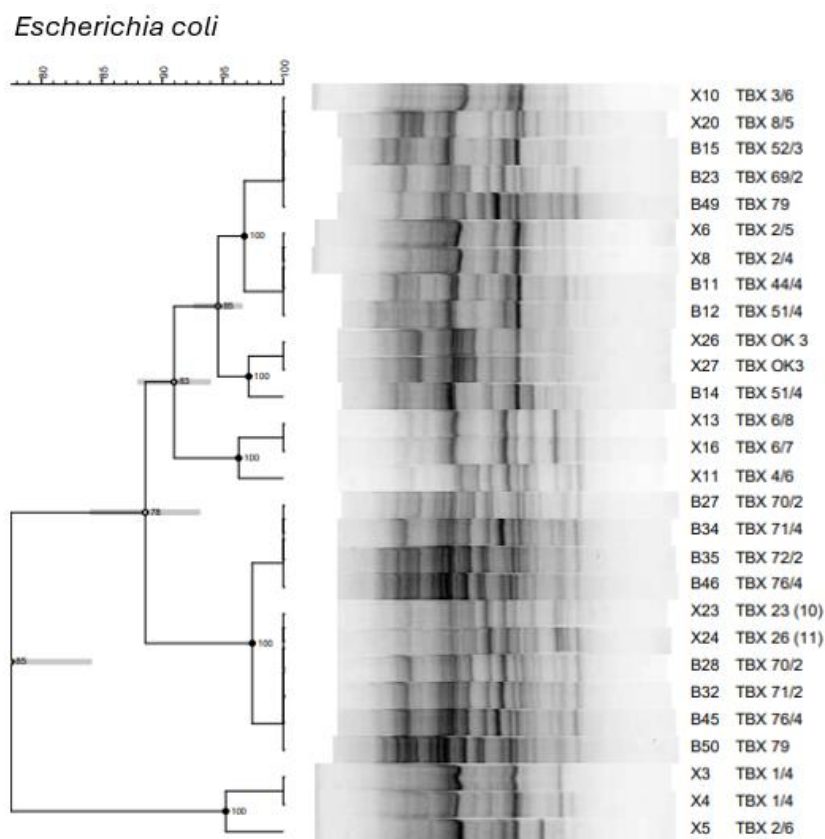 Escherichia coli
80 85 90 95 100
X10 TBX 3/6
X20 TBX 8/5
B15 TBX 52/3
B23 TBX 69/2
B49 TBX 79
X6 TBX 2/5
100
X8 TBX 2/4
B11 TBX 44/4
85
B12 TBX 51/4
X26 TBX OK 3
X27 TBX OK3
100
83
B14 TBX 51/4
X13 TBX 6/8
X16 TBX 6/7
100
X11 TBX 4/6
B27 TBX 70/2
78
B34 TBX 71/4
B35 TBX 72/2
B46 TBX 76/4
X23 TBX 23 (10)
X24 TBX 26 (11)
100
B28 TBX 70/2
85
B32 TBX 71/2
B45 TBX 76/4
B50 TBX 79
X3 TBX 1/4
X4 TBX 1/4
100
X5 TBX 2/6